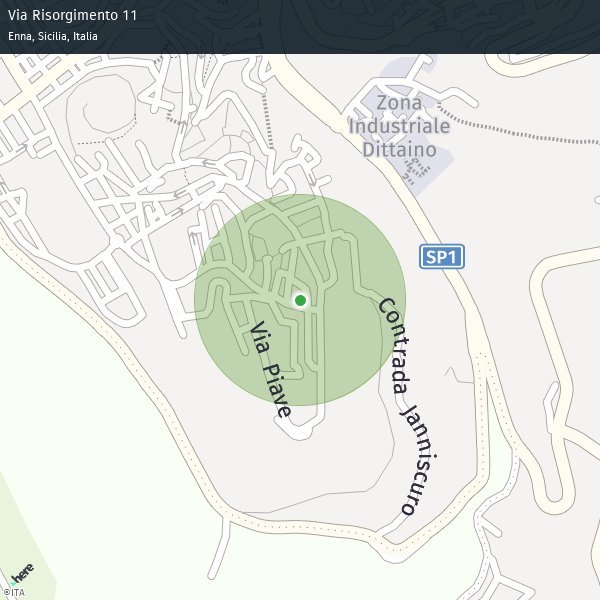 Via Risorgimento 11
Enna, Sicilia, Italia
Zona
Industriale
Dittaino
SP1
Via Piave
Contrada Janniscuro
here
©ITA